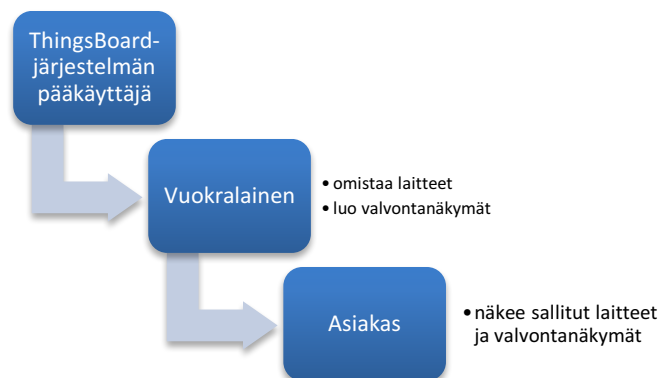 ThingsBoard-
järjestelmän
pääkäyttäjä
Vuokralainen
• omistaa laitteet
• luo valvontanäkymät
Asiakas
• näkee sallitut laitteet
ja valvontanäkymät